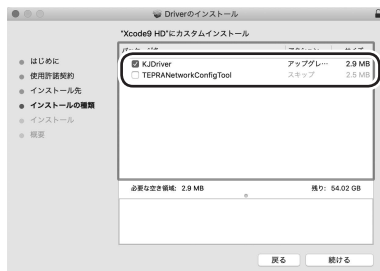 Driverのインストール
"Xcode9 HD"にカスタムインストール
はじめに
使用許諾契約
インストール先
インストールの種類
インストール
概要
KJDriver アップグレ… 2.9 MB
TEPRANetworkConfigTool スキップ 2.5 MB
必要な空き領域: 2.9 MB 残り: 54.02 GB
戻る 続ける